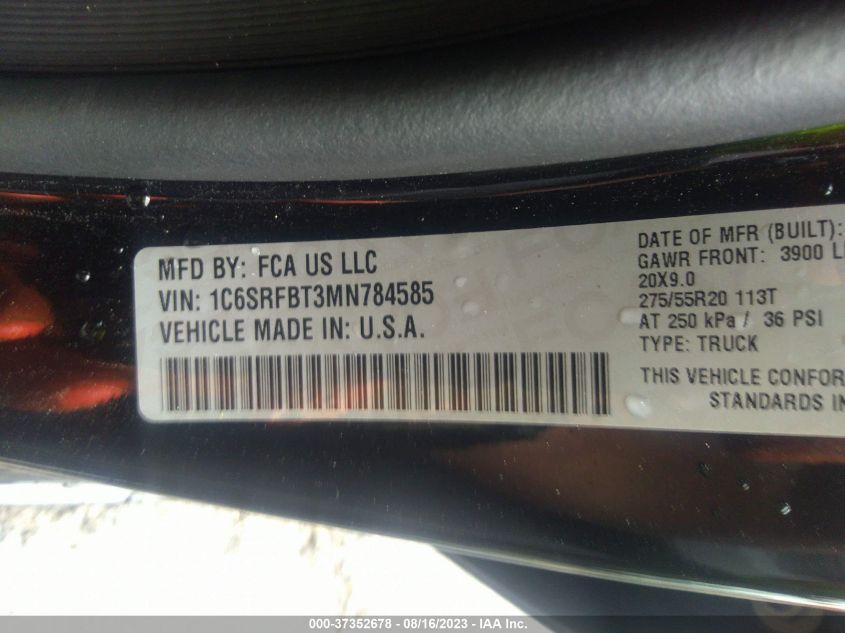 MFD BY: FCA US LLC
VIN: 1C6SRFBT3MN784585
VEHICLE MADE IN: U.S.A.
DATE OF MFR (BUILT):
GAWR FRONT: 3900
20X9.0
275/55R20 113T
AT 250 kPa / 36 PSI
TYPE: TRUCK
THIS VEHICLE
STANDARDS
000-37352678 - 08/16/2023 - IAA Inc.